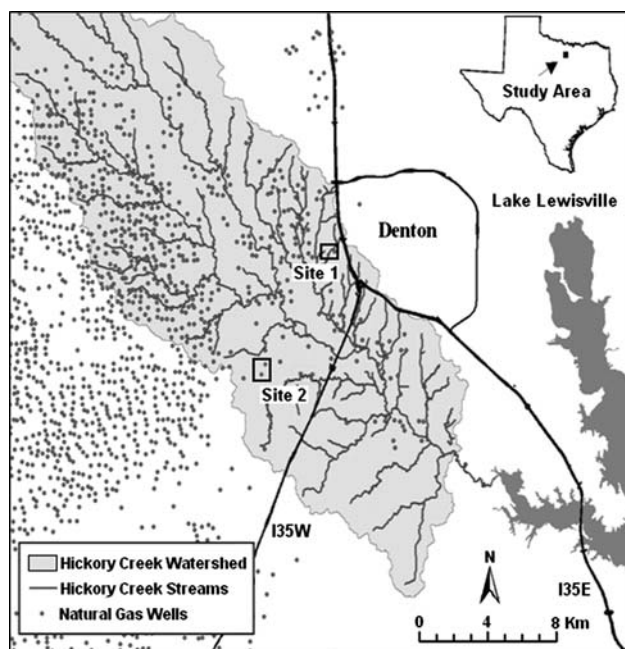 Study Area
Lake Lewisville
Denton
Site 1
Site 2
I35W
I35E
Hickory Creek Watershed
Hickory Creek Streams
Natural Gas Wells
N
0 4 8 Km